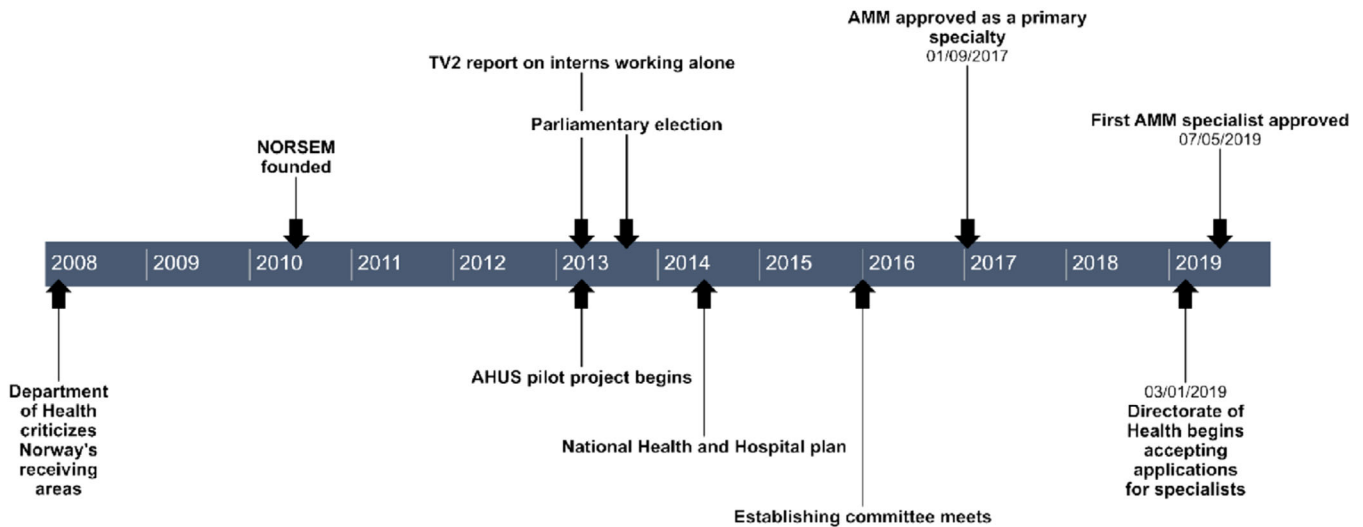 AMM approved as a primary
specialty
01/09/2017
TV2 report on interns working alone
First AMM specialist approved
07/05/2019
Parliamentary election
NORSEM
founded
2008 2009 2010 2011 2012 2013 2014 2015 2016 2017 2018 2019
Department
of Health
criticizes
Norway's
receiving
areas
AHUS pilot project begins
National Health and Hospital plan
Establishing committee meets
03/01/2019
Directorate of
Health begins
accepting
applications
for specialists